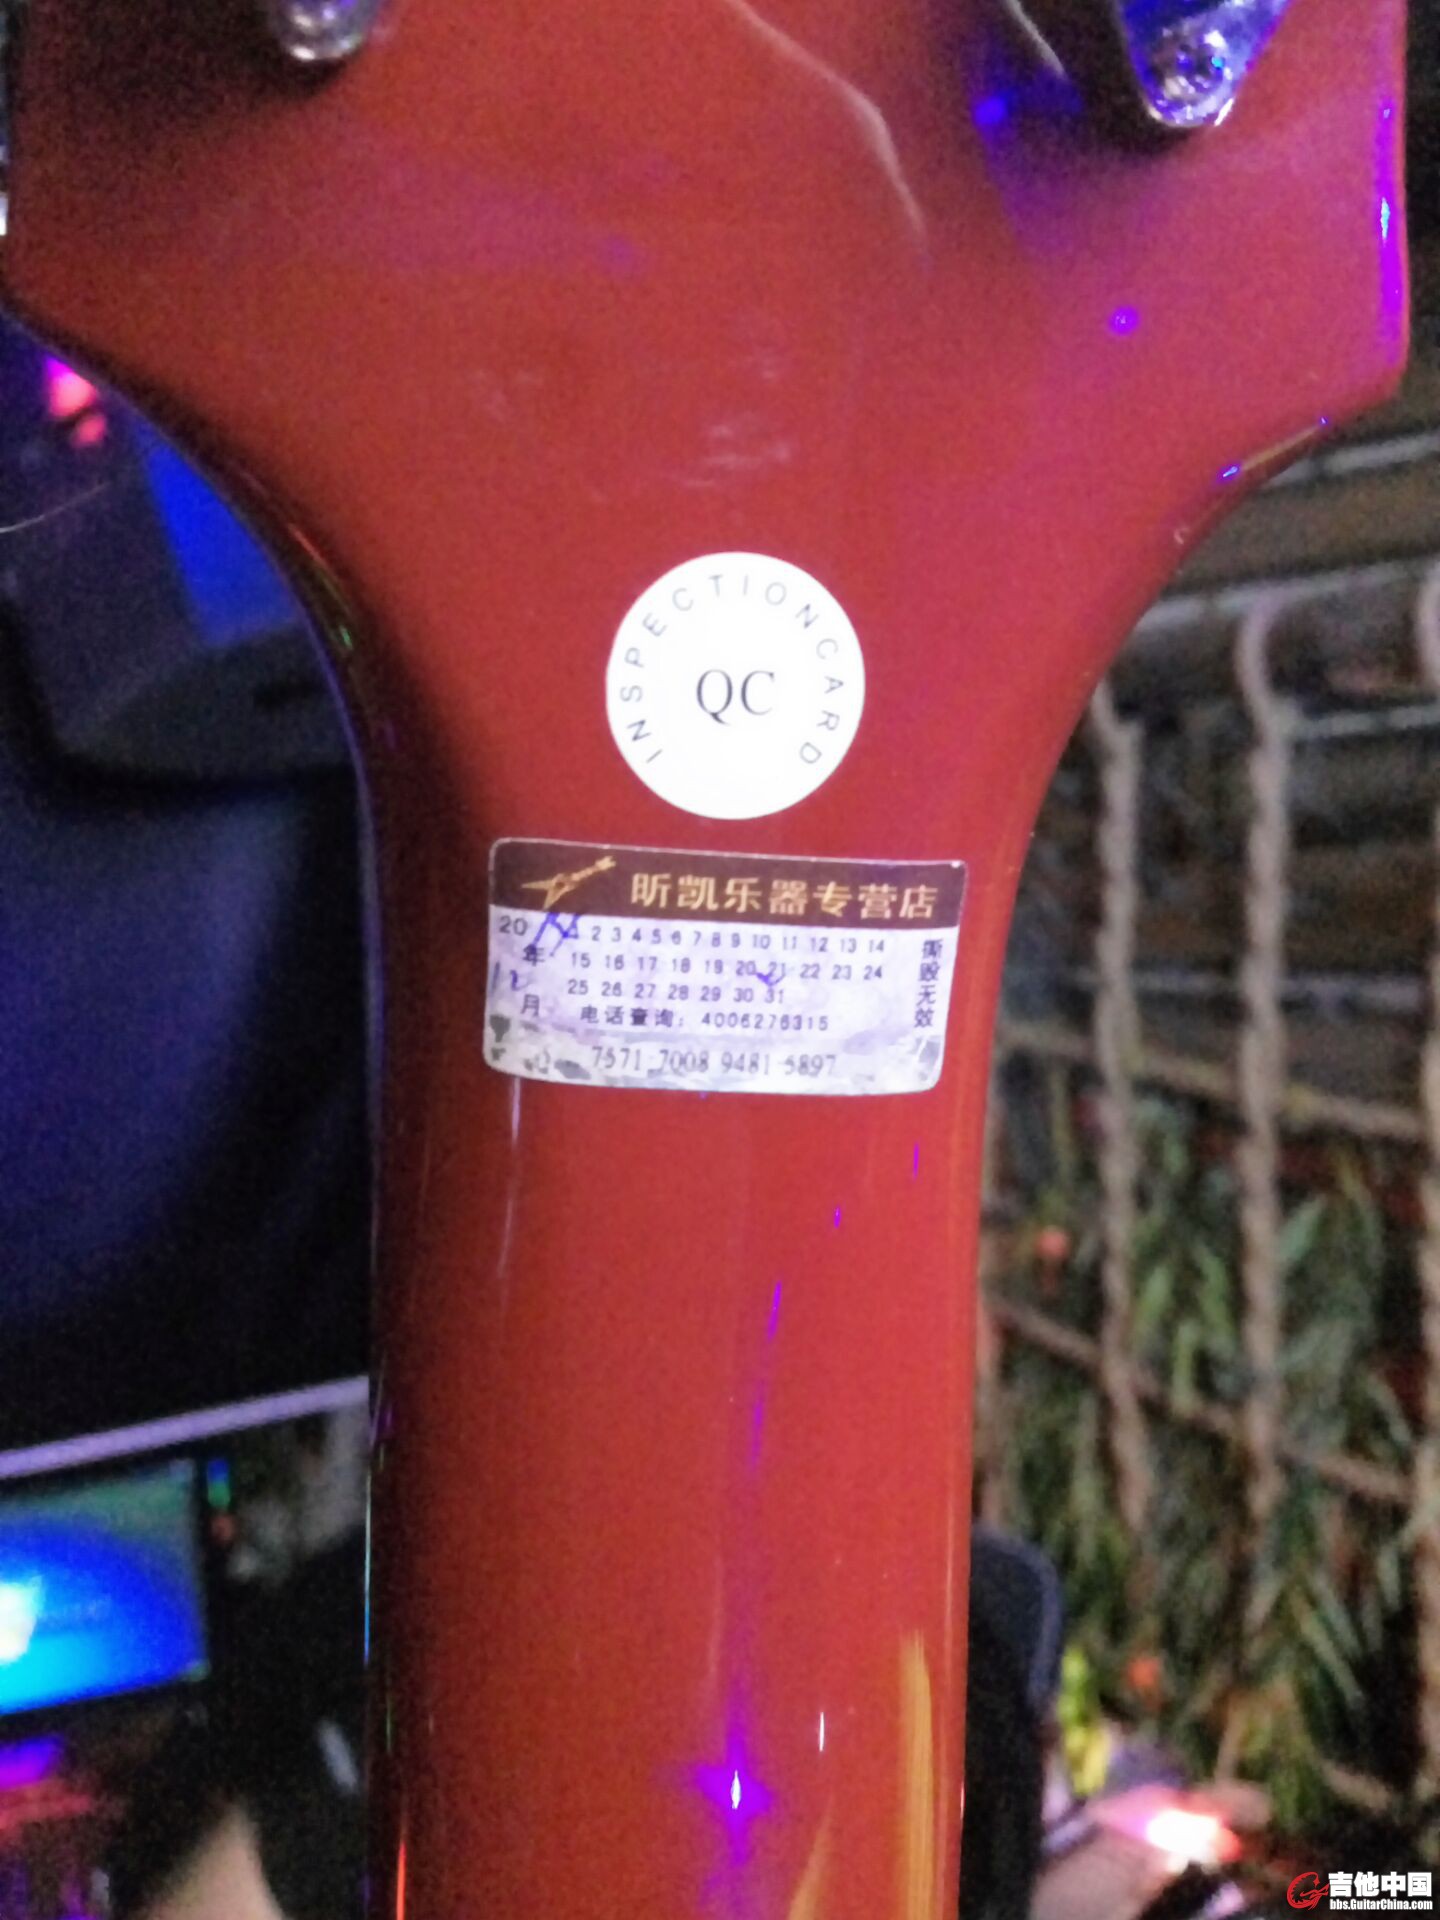 INSPECTIONCARD
QC
昕凯乐器专营店
20 2 3 4 5 6 7 8 9 10 11 12 13 14
年 15 16 17 18 19 20 21 22 23 24
25 26 27 28 29 30 31
月 电话查询：4006276315
撕毁无效
7571 7008 9481 5897
吉他中国
bbs.GuitarChina.com